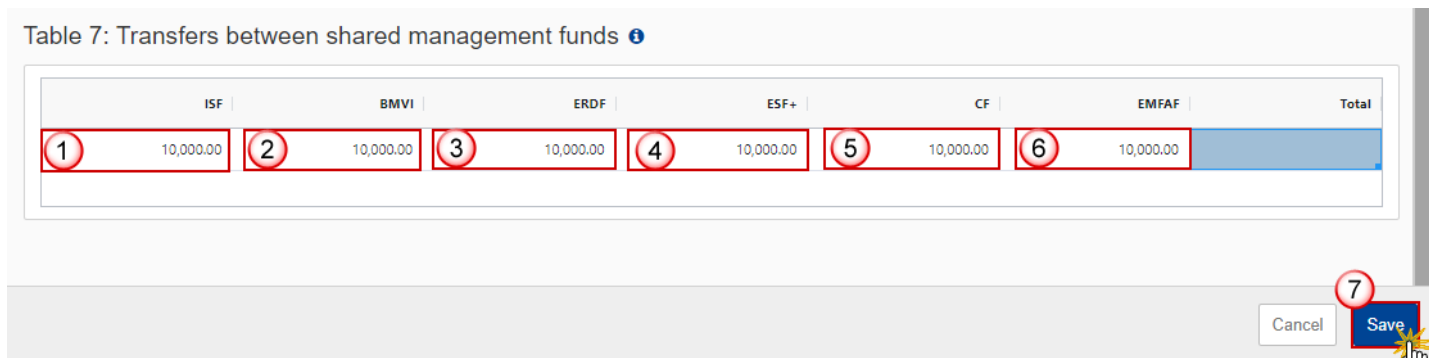 Table 7: Transfers between shared management funds i
ISF BMVI ERDF ESF+ CF EMFAF Total
1 10,000.00 2 10,000.00 3 10,000.00 4 10,000.00 5 10,000.00 6 10,000.00
7
Cancel Save